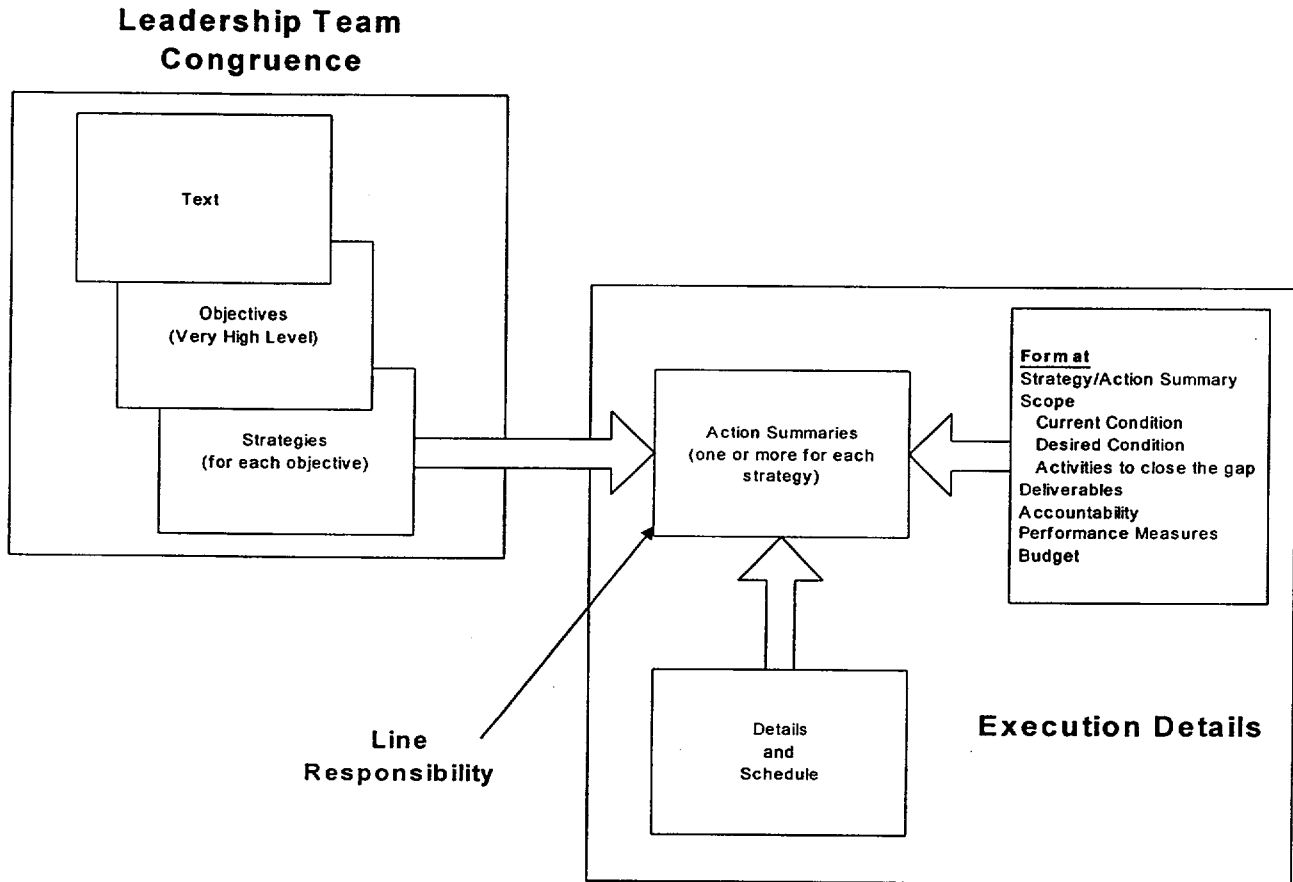 Leadership Team
Congruence
Text
Objectives
(Very High Level)
Strategies
(for each objective)
Action Summaries
(one or more for each
strategy)
Format
Strategy/Action Summary
Scope
Current Condition
Desired Condition
Activities to close the gap
Deliverables
Accountability
Performance Measures
Budget
Line
Responsibility
Details
and
Schedule
Execution Details